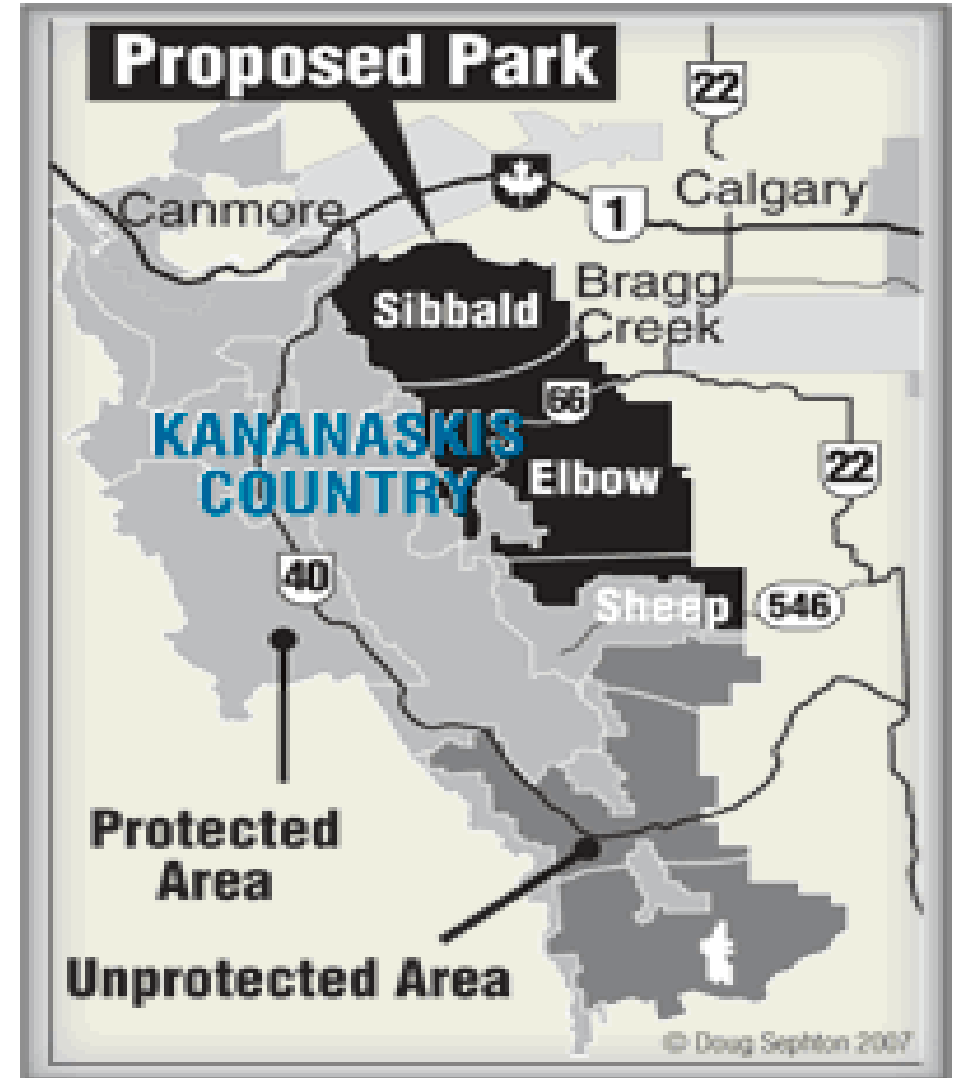 Proposed Park
22
Canmore
1
Calgary
Sibbald
Bragg
Creek
66
KANANASKIS
COUNTRY
Elbow
22
40
Sheep
546
Protected
Area
Unprotected Area
© Doug Sephton 2007